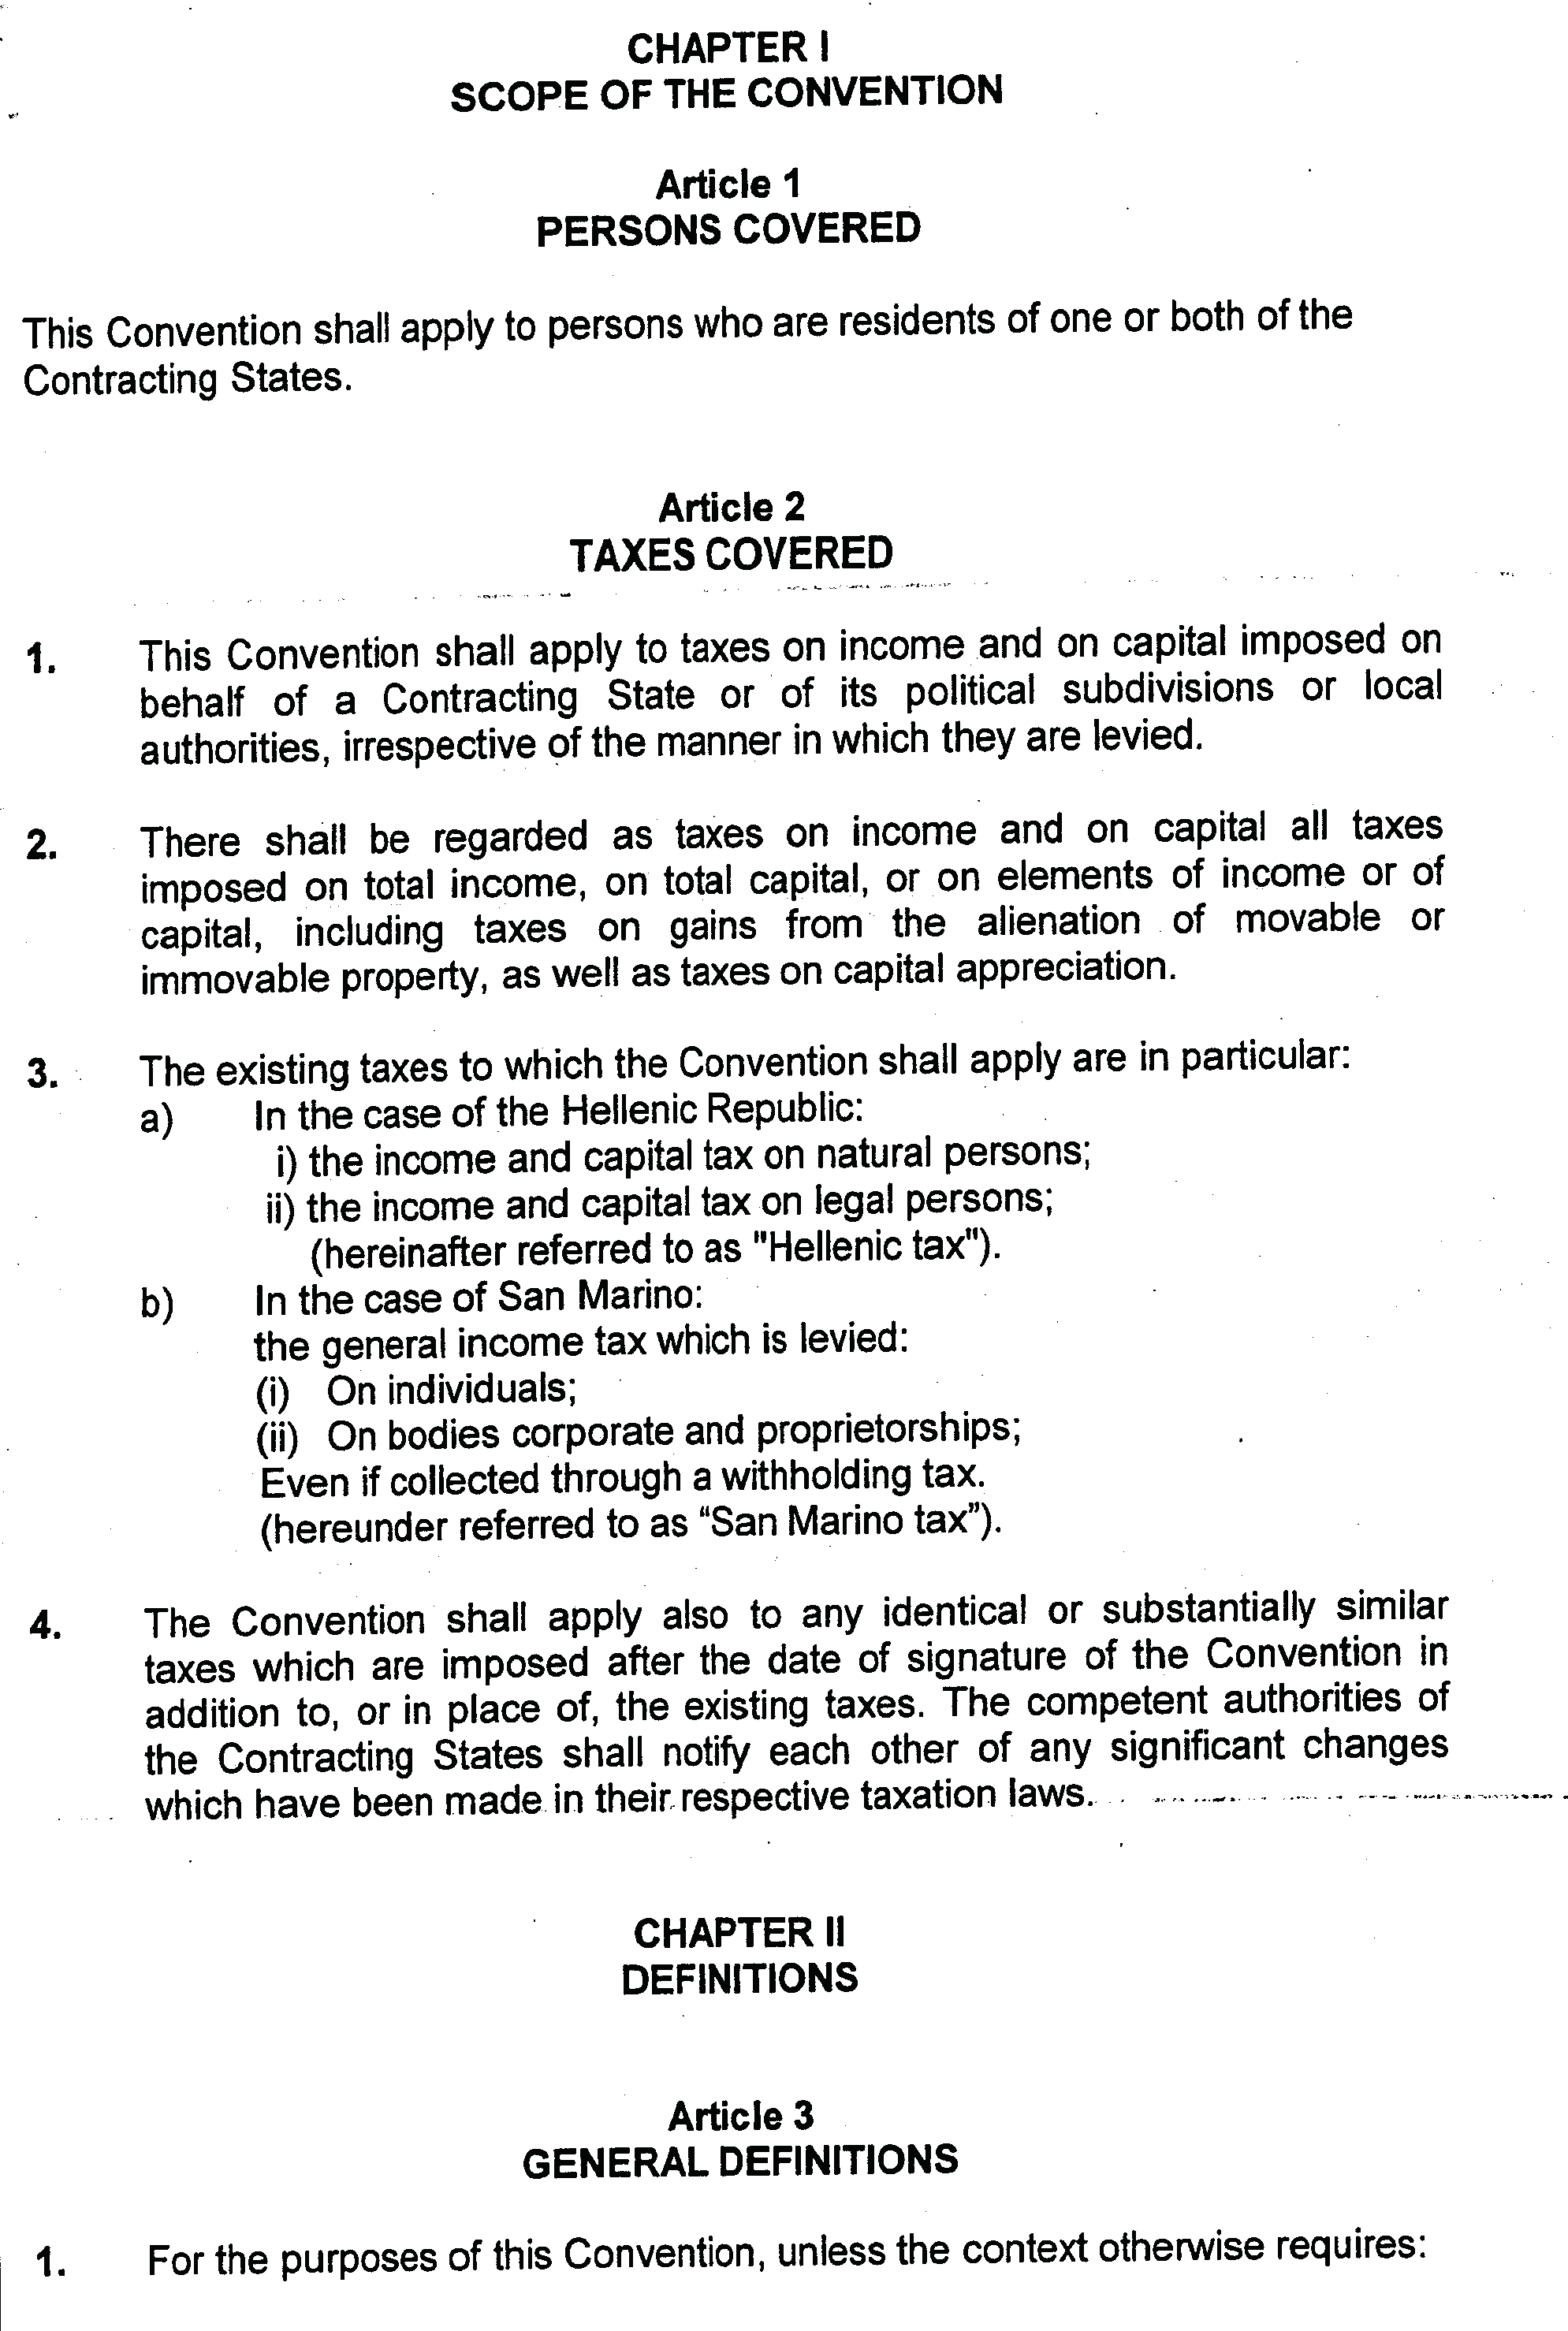 CHAPTER I
SCOPE OF THE CONVENTION
Article 1
PERSONS COVERED
This Convention shall apply to persons who are residents of one or both of the
Contracting States.
Article 2
TAXES COVERED
1. This Convention shall apply to taxes on income and on capital imposed on
behalf of a Contracting State or of its political subdivisions or local
authorities, irrespective of the manner in which they are levied.
2. There shall be regarded as taxes on income and on capital all taxes
imposed on total income, on total capital, or on elements of income or of
capital, including taxes on gains from the alienation of movable or
immovable property, as well as taxes on capital appreciation.
3. The existing taxes to which the Convention shall apply are in particular:
a) In the case of the Hellenic Republic:
i) the income and capital tax on natural persons;
ii) the income and capital tax on legal persons;
(hereinafter referred to as "Hellenic tax").
b) In the case of San Marino:
the general income tax which is levied:
(i) On individuals;
(ii) On bodies corporate and proprietorships;
Even if collected through a withholding tax.
(hereunder referred to as “San Marino tax”).
4. The Convention shall apply also to any identical or substantially similar
taxes which are imposed after the date of signature of the Convention in
addition to, or in place of, the existing taxes. The competent authorities of
the Contracting States shall notify each other of any significant changes
which have been made in their respective taxation laws.
CHAPTER II
DEFINITIONS
Article 3
GENERAL DEFINITIONS
1. For the purposes of this Convention, unless the context otherwise requires: